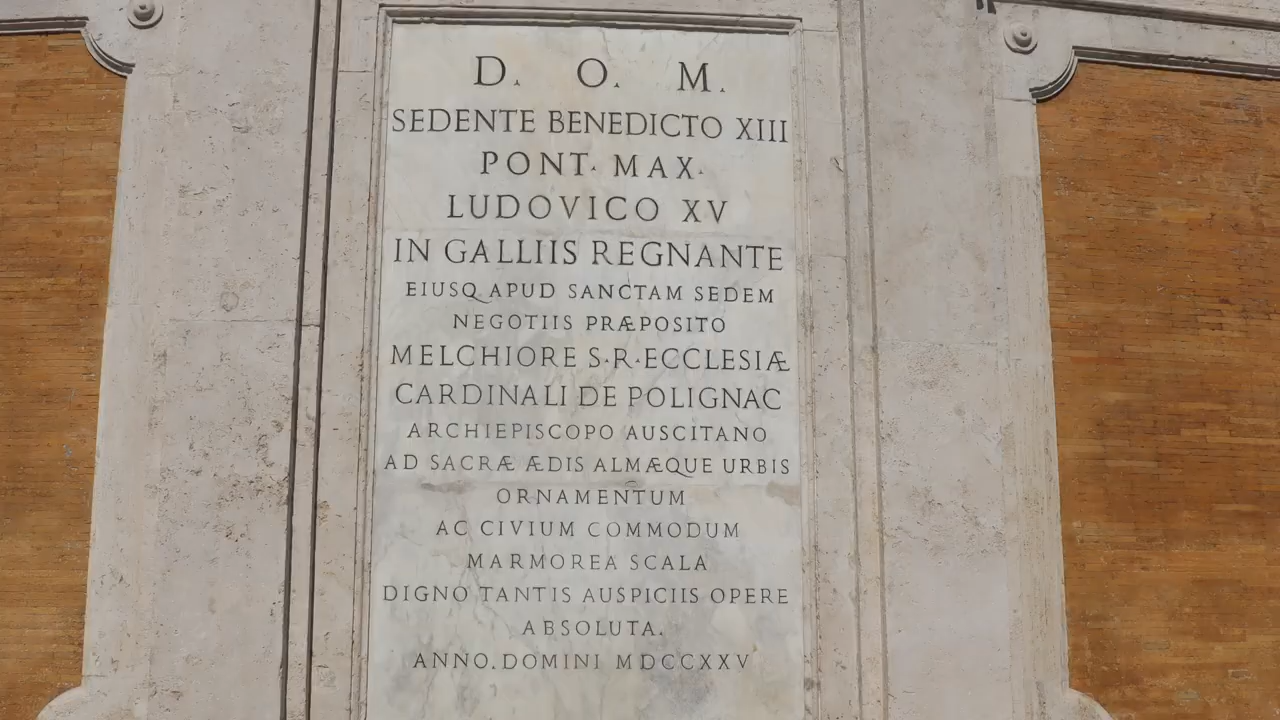 D. O. M.
SEDENTE BENEDICTO XIII
PONT· MAX·
LUDOVICO XV
IN GALLIIS REGNANTE
EIUSQ APUD SANCTAM SEDEM
NEGOTIIS PRÆPOSITO
MELCHIORE S·R·ECCLESIÆ
CARDINALI DE POLIGNAC
ARCHIEPISCOPO AUSCITANO
AD SACRÆ ÆDIS ALMÆQUE URBIS
ORNAMENTUM
AC CIVIUM COMMODUM
MARMOREA SCALA
DIGNO TANTIS AUSPICIIS OPERE
ABSOLUTA.
ANNO. DOMINI MDCCXXV